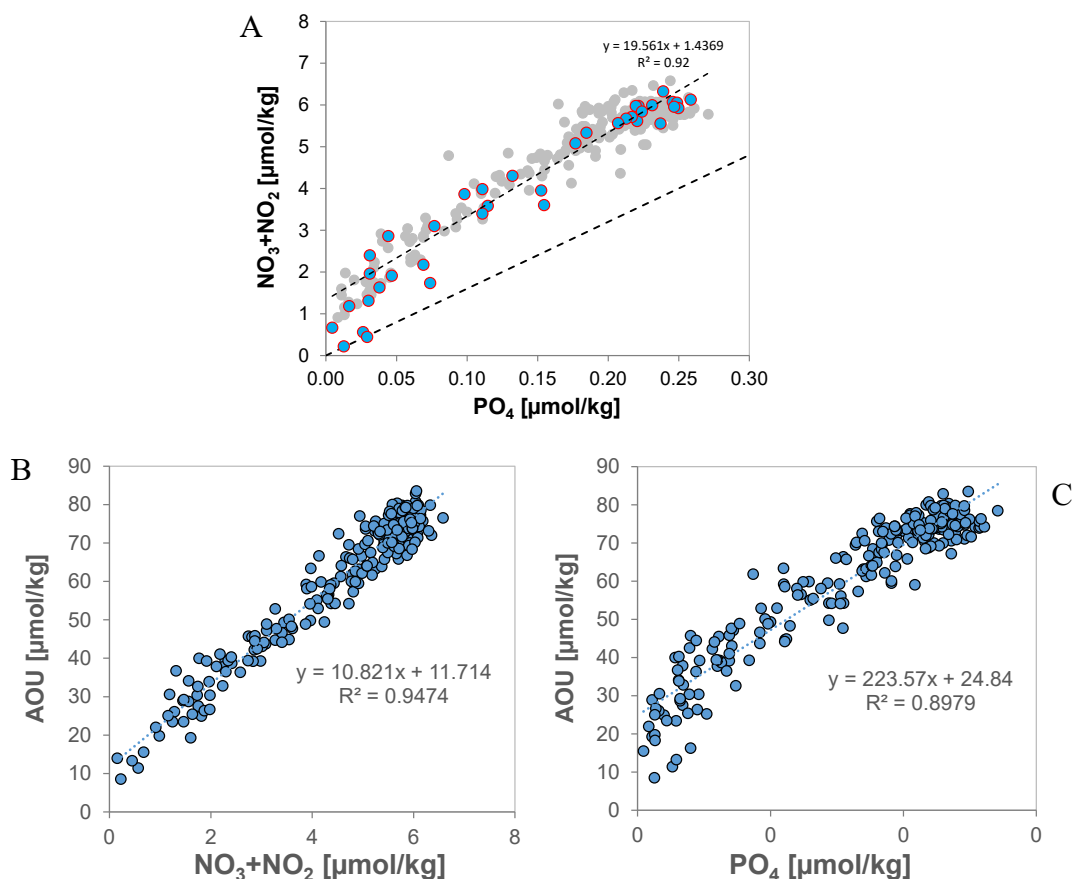 A
y = 19.561x + 1.4369
R² = 0.92
8
7
6
5
4
3
2
1
0
NO₃+NO₂ [µmol/kg]
0.00 0.05 0.10 0.15 0.20 0.25 0.30
PO₄ [µmol/kg]
B
90
80
70
60
50
40
30
20
10
0
AOU [µmol/kg]
y = 10.821x + 11.714
R² = 0.9474
0 2 4 6 8
NO₃+NO₂ [µmol/kg]
C
90
80
70
60
50
40
30
20
10
0
AOU [µmol/kg]
y = 223.57x + 24.84
R² = 0.8979
0 0 0 0
PO₄ [µmol/kg]